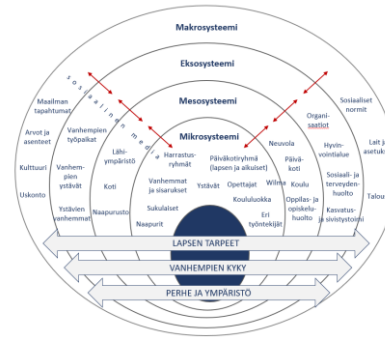 Makrosysteemi
Eksosysteemi
Mesosysteemi
Mikrosysteemi
sosiaalinen media
Maailman
tapahtumat
Arvot ja
asenteet
Kulttuuri
Uskonto
Vanhempien
työpaikat
Vanhem-
pien
ystävät
Ystävien
vanhemmat
Lähi-
ympäristö
Koti
Naapurusto
Harrastus-
ryhmät
Vanhemmat
ja sisarukset
Sukulaiset
Naapurit
Päiväkotiryhmä
(lapsen ja aikuiset)
Ystävät
Opettajat
Koululuokka
Eri
työntekijät
Neuvola
Päivä-
koti
Wilma
Koulu
Oppilas- ja
opiskelu-
huolto
Organi-
saatiot
Hyvin-
vointialue
Sosiaali- ja
terveyden-
huolto
Kasvatus-
ja sivistystoimi
Sosiaaliset
normit
Lait ja
asetuks
Talou
LAPSEN TARPEET
VANHEMPIEN KYKY
PERHE JA YMPÄRISTÖ